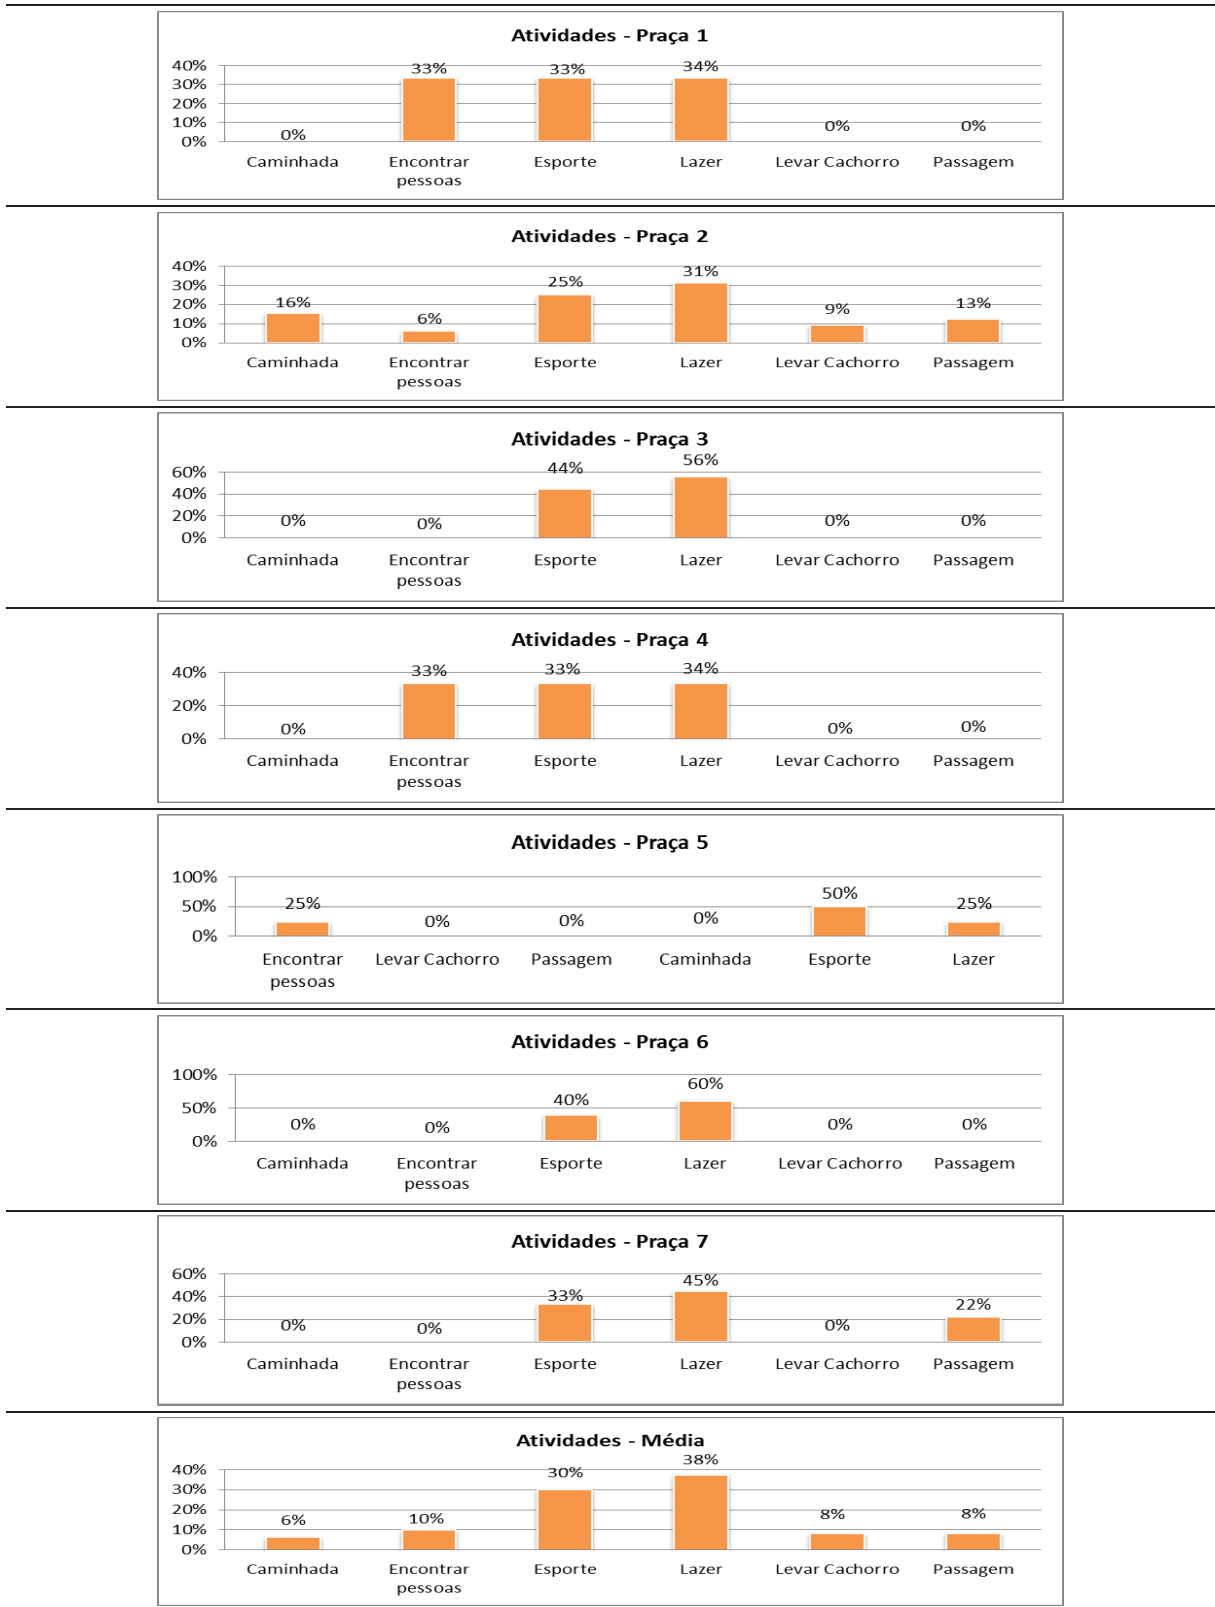 Atividades - Praça 1
40%
30%
20%
10%
0%
0%
33%
33%
34%
0%
0%
Caminhada
Encontrar
pessoas
Esporte
Lazer
Levar Cachorro
Passagem
Atividades - Praça 2
40%
30%
20%
10%
0%
16%
6%
25%
31%
9%
13%
Caminhada
Encontrar
pessoas
Esporte
Lazer
Levar Cachorro
Passagem
Atividades - Praça 3
60%
40%
20%
0%
0%
0%
44%
56%
0%
0%
Caminhada
Encontrar
pessoas
Esporte
Lazer
Levar Cachorro
Passagem
Atividades - Praça 4
40%
20%
0%
0%
33%
33%
34%
0%
0%
Caminhada
Encontrar
pessoas
Esporte
Lazer
Levar Cachorro
Passagem
Atividades - Praça 5
100%
50%
0%
25%
0%
0%
0%
50%
25%
Encontrar
pessoas
Levar Cachorro
Passagem
Caminhada
Esporte
Lazer
Atividades - Praça 6
100%
50%
0%
0%
0%
40%
60%
0%
0%
Caminhada
Encontrar
pessoas
Esporte
Lazer
Levar Cachorro
Passagem
Atividades - Praça 7
60%
40%
20%
0%
0%
0%
33%
45%
0%
22%
Caminhada
Encontrar
pessoas
Esporte
Lazer
Levar Cachorro
Passagem
Atividades - Média
40%
30%
20%
10%
0%
6%
10%
30%
38%
8%
8%
Caminhada
Encontrar
pessoas
Esporte
Lazer
Levar Cachorro
Passagem